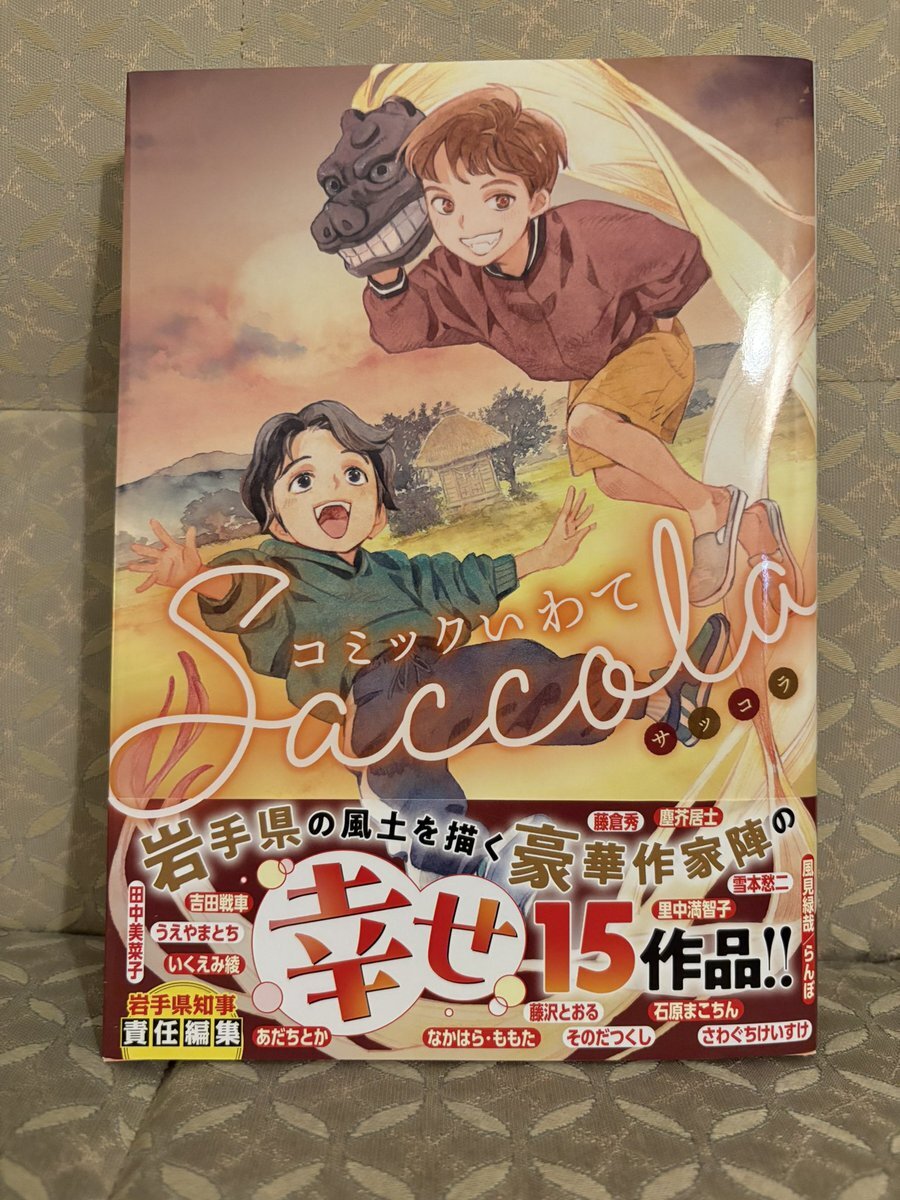 コミックいわて
Saccola
サッコラ
岩手県の風土を描く豪華作家陣の
幸せ
15作品!!
藤倉秀
塵芥居士
雪本愁二
風見緑哉/らんぼ
里中満智子
田中美菜子
吉田戦車
うえやまとち
いくえみ綾
岩手県知事
責任編集
あだちとか
なかはら・ももた
藤沢とおる
そのだつくし
石原まこちん
さわぐちけいすけ